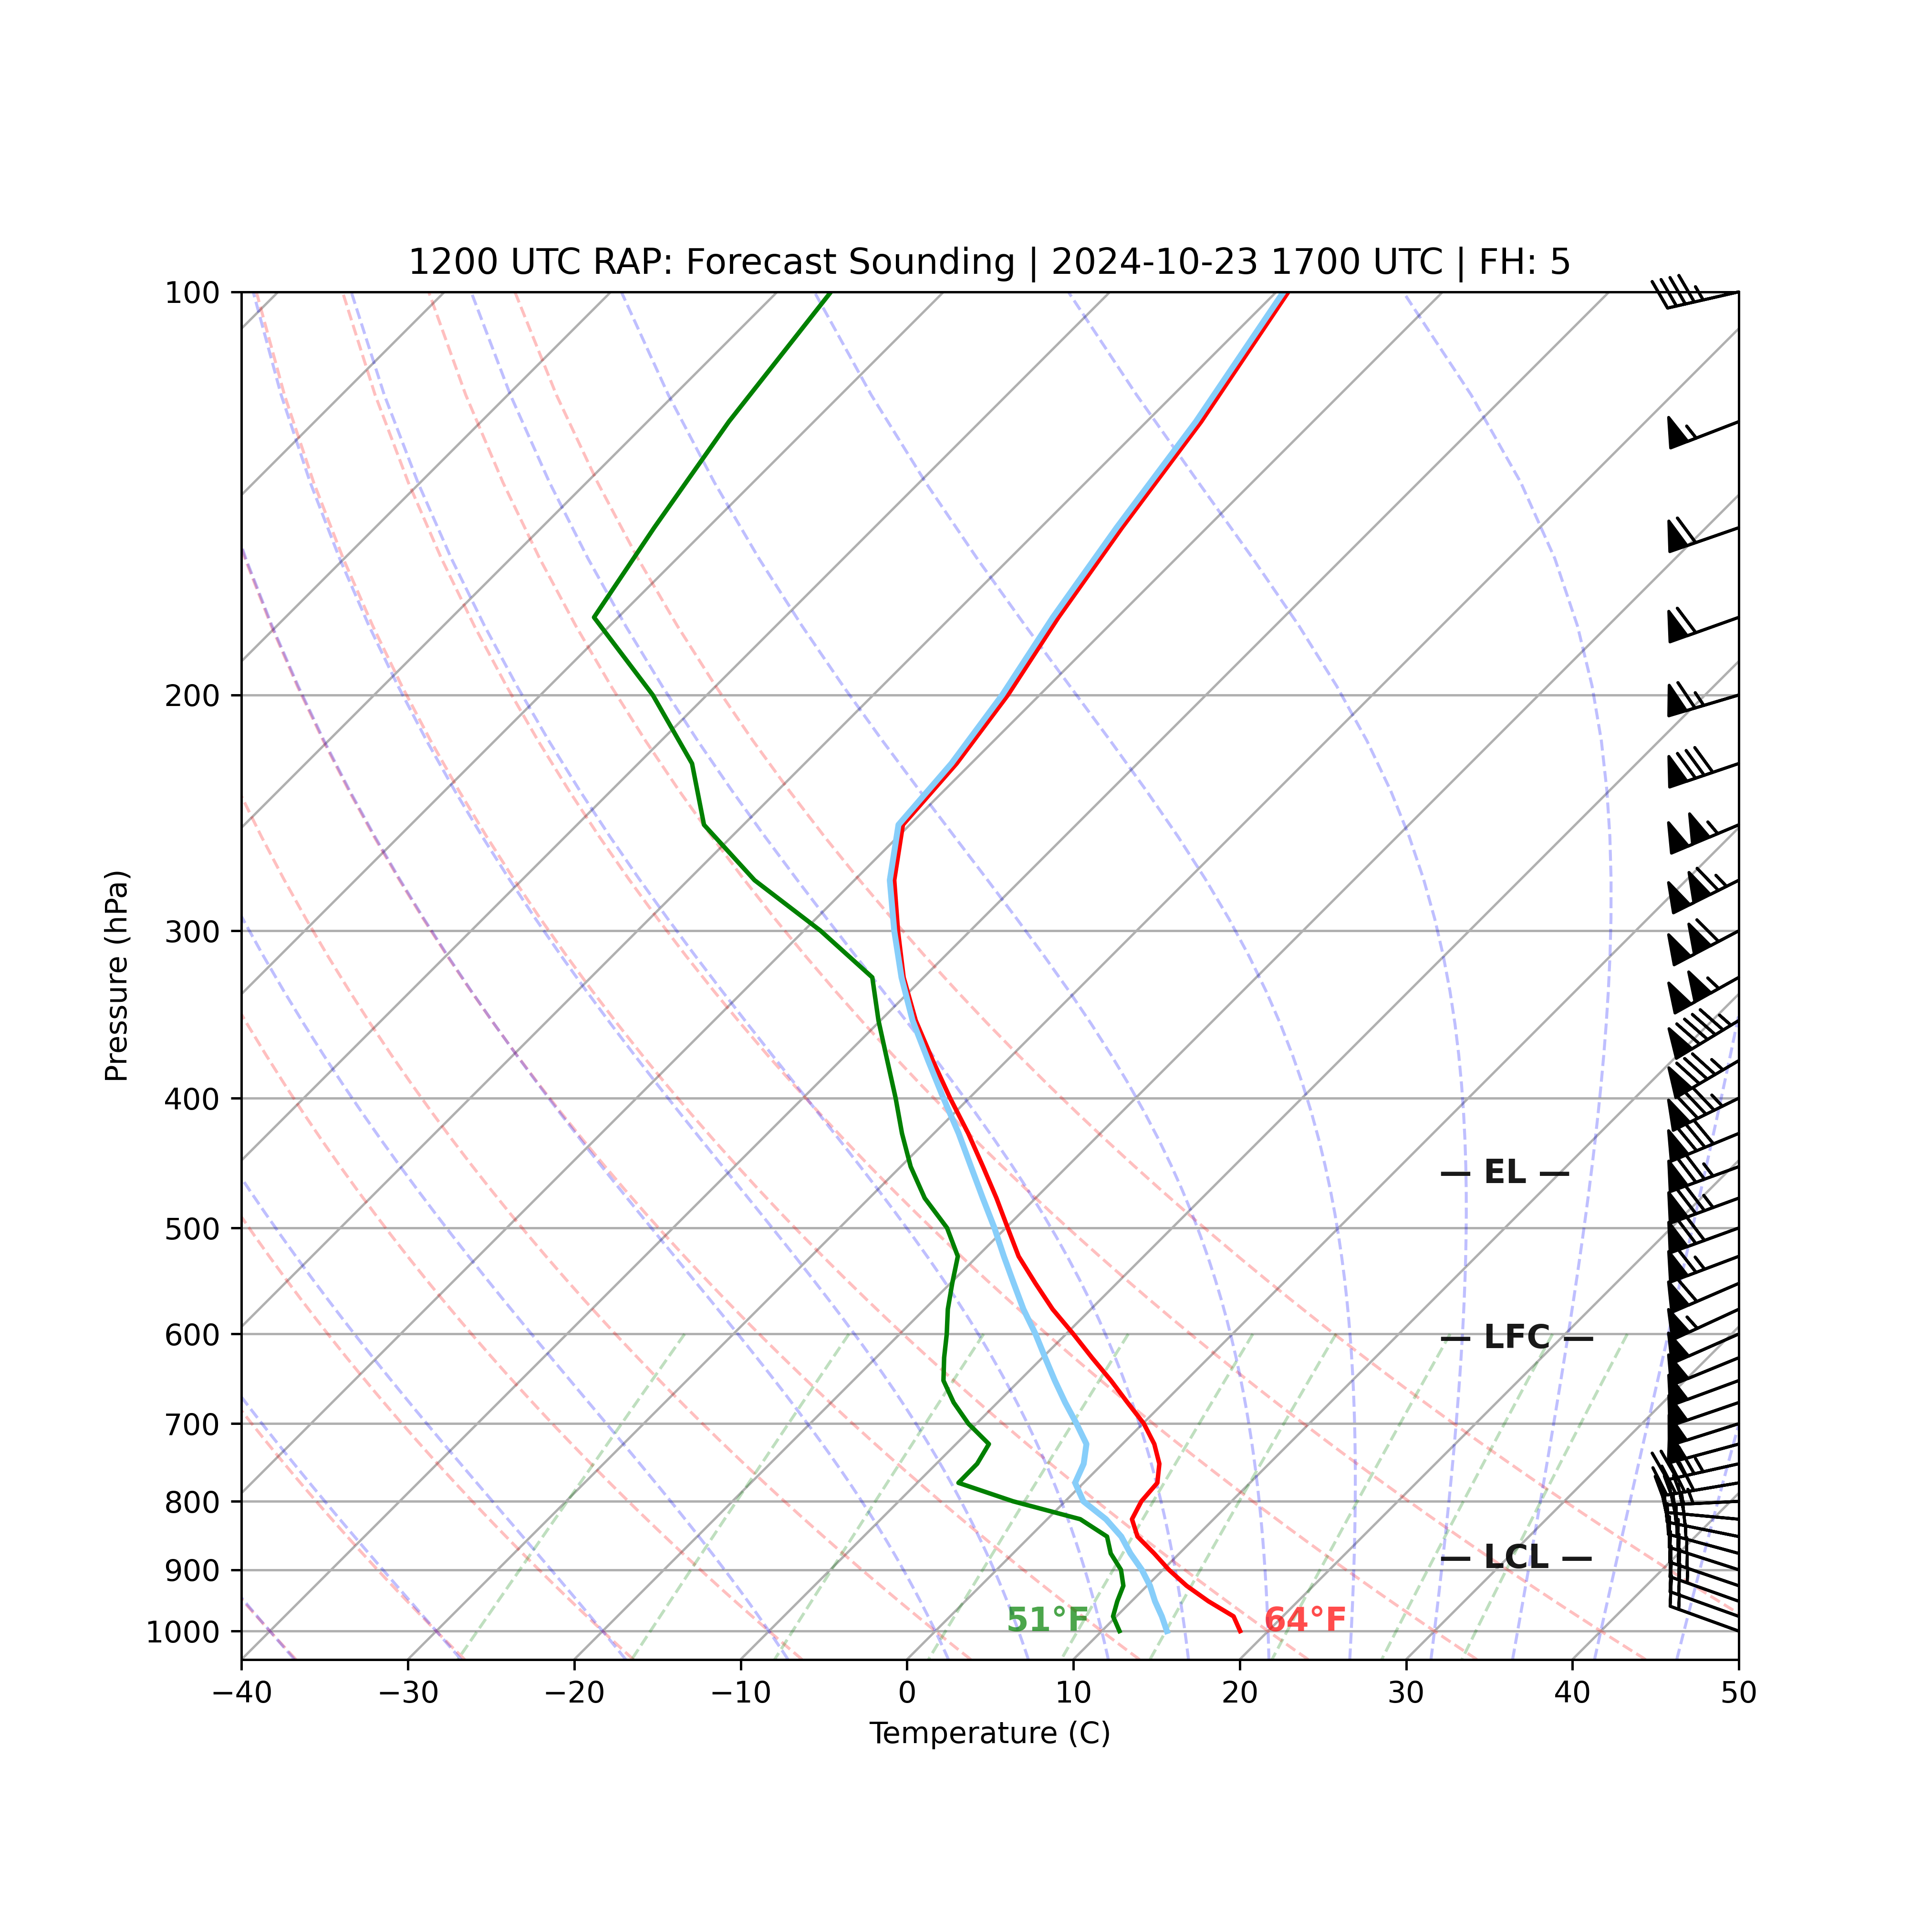 1200 UTC RAP: Forecast Sounding | 2024-10-23 1700 UTC | FH: 5
100
200
300
400
500
600
700
800
900
1000
Pressure (hPa)
— EL —
— LFC —
— LCL —
51°F
64°F
−40 −30 −20 −10 0 10 20 30 40 50
Temperature (C)